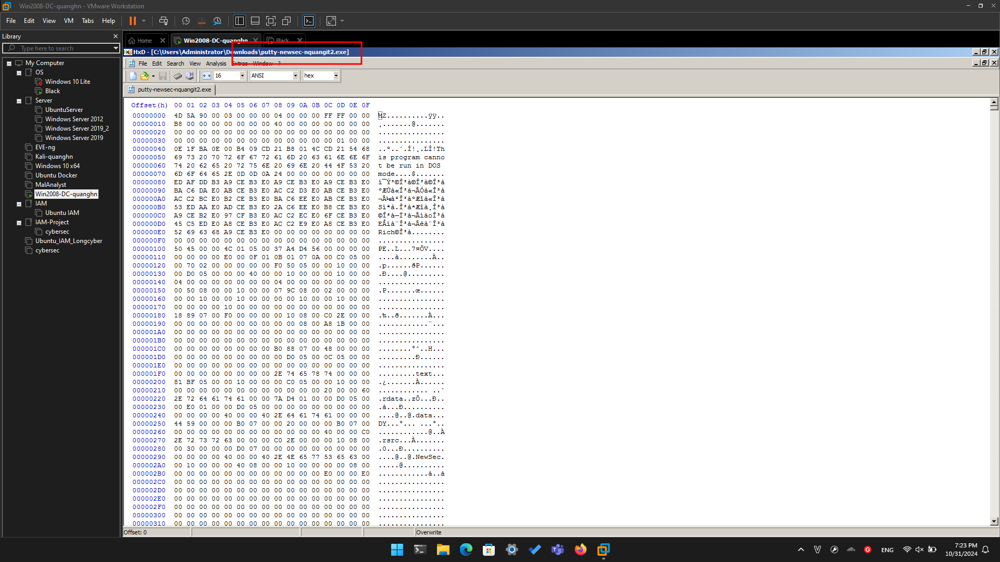 Win2008-DC-quanghn - VMware Workstation
File Edit View VM Tabs Help
Library
Type here to search
My Computer
OS
Windows 10 Lite
Black
Server
UbuntuServer
Windows Server 2012
Windows Server 2019_2
Windows Server 2019
EVE-ng
Kali-quanghn
Windows 10 x64
Ubuntu Docker
MalAnalyst
Win2008-DC-quanghn
IAM
Ubuntu IAM
IAM-Project
cybersec
Ubuntu_IAM_Longcyber
cybersec
Home
Win2008-DC-quanghn
Black
HxD - [C:\Users\Administrator\Downloads\putty-newsec-nquangit2.exe]
File Edit Search View Analysis Extras Window ?
16 ANSI hex
putty-newsec-nquangit2.exe
Offset(h) 00 01 02 03 04 05 06 07 08 09 0A 0B 0C 0D 0E 0F
00000000 4D 5A 90 00 03 00 00 00 04 00 00 00 FF FF 00 00 MZ..........ÿÿ..
00000010 B8 00 00 00 00 00 00 00 40 00 00 00 00 00 00 00 ¸.......@.......
00000020 00 00 00 00 00 00 00 00 00 00 00 00 00 00 00 00 ................
00000030 00 00 00 00 00 00 00 00 00 00 00 00 00 01 00 00 ................
00000040 0E 1F BA 0E 00 B4 09 CD 21 B8 01 4C CD 21 54 68 ..º..´.Í!¸.LÍ!Th
00000050 69 73 20 70 72 6F 67 72 61 6D 20 63 61 6E 6E 6F is program canno
00000060 74 20 62 65 20 72 75 6E 20 69 6E 20 44 4F 53 20 t be run in DOS
00000070 6D 6F 64 65 2E 0D 0D 0A 24 00 00 00 00 00 00 00 mode....$.......
00000080 ED AF DD B3 A9 CE B3 E0 A9 CE B3 E0 A9 CE B3 E0 í¯Ý³©Î³à©Î³à©Î³à
00000090 BA C6 DA E0 AB CE B3 E0 AC C2 D3 E0 AB CE B3 E0 ºÆÚà«Î³à¬ÂÓà«Î³à
000000A0 AC C2 BC E0 B2 CE B3 E0 BA C6 EE E0 AB CE B3 E0 ¬Â¼à²Î³àºÆîà«Î³à
000000B0 53 ED AA E0 AD CE B3 E0 2A C6 EE E0 B8 CE B3 E0 Síªà.Î³à*Æîà¸Î³à
000000C0 A9 CE B2 E0 97 CF B3 E0 AC C2 EC E0 6F CE B3 E0 ©Î²à—Ï³à¬ÂìàoÎ³à
000000D0 45 C5 ED E0 A8 CE B3 E0 AC C2 E9 E0 A8 CE B3 E0 EÅíà¨Î³à¬Âéà¨Î³à
000000E0 52 69 63 68 A9 CE B3 E0 00 00 00 00 00 00 00 00 Rich©Î³à........
000000F0 00 00 00 00 00 00 00 00 00 00 00 00 00 00 00 00 ................
00000100 50 45 00 00 4C 01 05 00 37 A4 D4 56 00 00 00 00 PE..L...7¤ÔV....
00000110 00 00 00 00 E0 00 0F 01 0B 01 07 0A 00 C0 05 00 ....à........À..
00000120 00 70 02 00 00 00 00 00 F0 50 05 00 00 10 00 00 .p......ðP......
00000130 00 D0 05 00 00 00 40 00 00 10 00 00 00 10 00 00 .Ð....@.........
00000140 04 00 00 00 00 00 00 00 04 00 00 00 00 00 00 00 ................
00000150 00 50 08 00 00 10 00 00 07 9C 08 00 02 00 00 00 .P.......œ......
00000160 00 00 10 00 00 10 00 00 00 00 10 00 00 10 00 00 ................
00000170 00 00 00 00 10 00 00 00 00 00 00 00 00 00 00 00 ................
00000180 18 89 07 00 F0 00 00 00 00 10 08 00 C0 2E 00 00 .‰..ð.......À...
00000190 00 00 00 00 00 00 00 00 00 00 08 00 A8 1B 00 00 ............¨...
000001A0 00 00 00 00 00 00 00 00 00 00 00 00 00 00 00 00 ................
000001B0 00 00 00 00 00 00 00 00 00 00 00 00 00 00 00 00 ................
000001C0 00 00 00 00 00 00 00 00 B0 88 07 00 48 00 00 00 ........°ˆ..H...
000001D0 00 00 00 00 00 00 00 00 00 D0 05 00 0C 05 00 00 .........Ð......
000001E0 00 00 00 00 00 00 00 00 00 00 00 00 00 00 00 00 ................
000001F0 00 00 00 00 00 00 00 00 2E 74 65 78 74 00 00 00 .........text...
00000200 81 BF 05 00 00 10 00 00 00 C0 05 00 00 10 00 00 .¿.......À......
00000210 00 00 00 00 00 00 00 00 00 00 00 00 20 00 00 60 ............ ..`
00000220 2E 72 64 61 74 61 00 00 7A D4 01 00 00 D0 05 00 .rdata..zÔ...Ð..
00000230 00 E0 01 00 00 D0 05 00 00 00 00 00 00 00 00 00 .à...Ð..........
00000240 00 00 00 00 40 00 00 40 2E 64 61 74 61 00 00 00 ....@..@.data...
00000250 44 59 00 00 00 B0 07 00 00 20 00 00 00 B0 07 00 DY...°... ...°..
00000260 00 00 00 00 00 00 00 00 00 00 00 00 40 00 00 C0 ............@..À
00000270 2E 72 73 72 63 00 00 00 C0 2E 00 00 00 10 08 00 .rsrc...À.......
00000280 00 30 00 00 00 D0 07 00 00 00 00 00 00 00 00 00 .0...Ð..........
00000290 00 00 00 00 40 00 00 40 2E 4E 65 77 53 65 63 00 ....@..@.NewSec.
000002A0 00 10 00 00 00 40 08 00 00 10 00 00 00 00 08 00 .....@..........
000002B0 00 00 00 00 00 00 00 00 00 00 00 00 E0 00 00 E0 ............à..à
000002C0 00 00 00 00 00 00 00 00 00 00 00 00 00 00 00 00 ................
000002D0 00 00 00 00 00 00 00 00 00 00 00 00 00 00 00 00 ................
000002E0 00 00 00 00 00 00 00 00 00 00 00 00 00 00 00 00 ................
000002F0 00 00 00 00 00 00 00 00 00 00 00 00 00 00 00 00 ................
00000300 00 00 00 00 00 00 00 00 00 00 00 00 00 00 00 00 ................
00000310 00 00 00 00 00 00 00 00 00 00 00 00 00 00 00 00 ................
Offset: 0
Overwrite
ENG
7:23 PM
10/31/2024